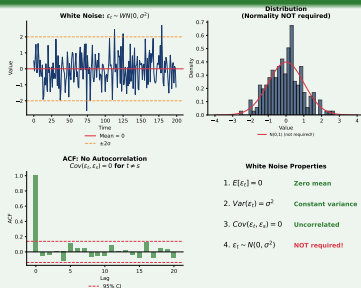 White Noise: εt ~ WN(0, σ²)
Value
2
1
0
−1
−2
0 25 50 75 100 125 150 175 200
Time
Mean = 0
±2σ
Distribution
(Normality NOT required!)
Density
0.7
0.6
0.5
0.4
0.3
0.2
0.1
0.0
−4 −3 −2 −1 0 1 2 3 4
Value
N(0,1) (not required!)
ACF: No Autocorrelation
Cov(εt, εs) = 0 for t ≠ s
ACF
1.0
0.8
0.6
0.4
0.2
0.0
0 5 10 15 20
Lag
95% CI
White Noise Properties
1. E[εt] = 0 Zero mean
2. Var(εt) = σ² Constant variance
3. Cov(εt, εs) = 0 Uncorrelated
4. εt ~ N(0, σ²) NOT required!